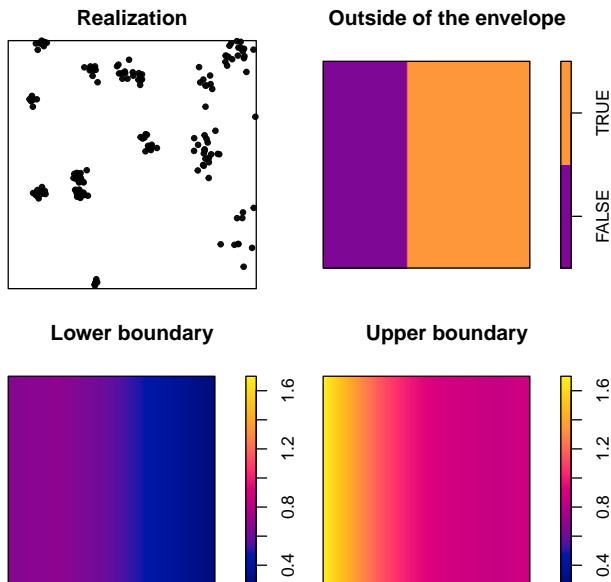 Realization
Outside of the envelope
TRUE
FALSE
Lower boundary
1.6
1.2
0.8
0.4
Upper boundary
1.6
1.2
0.8
0.4